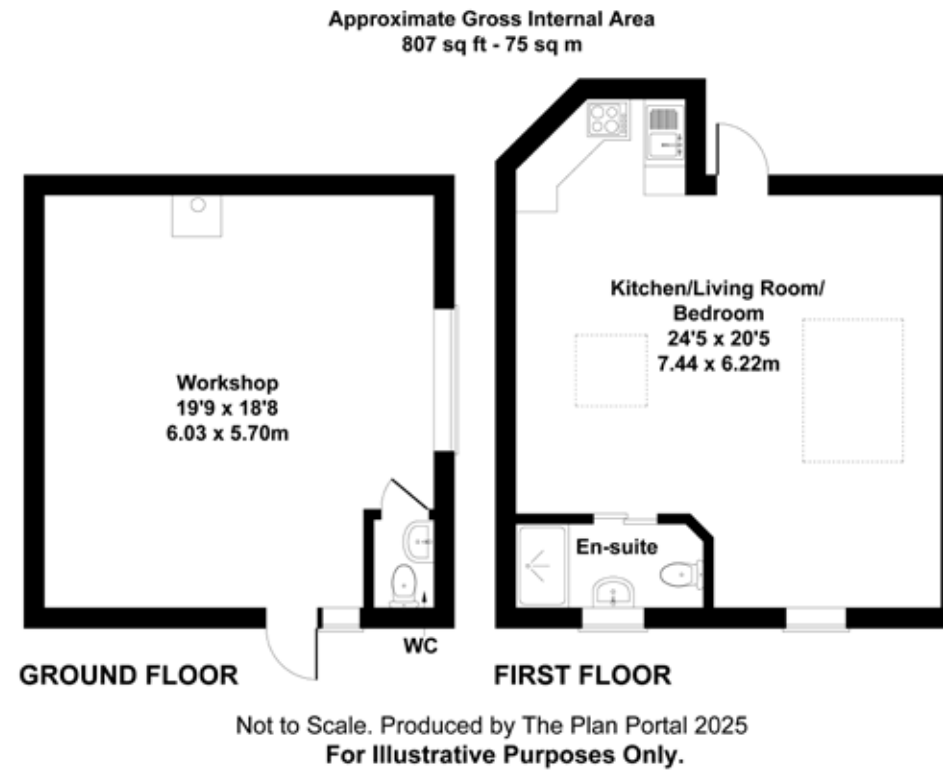 Approximate Gross Internal Area
807 sq ft - 75 sq m
Workshop
19'9 x 18'8
6.03 x 5.70m
WC
GROUND FLOOR
Kitchen/Living Room/
Bedroom
24'5 x 20'5
7.44 x 6.22m
En-suite
FIRST FLOOR
Not to Scale. Produced by The Plan Portal 2025
For Illustrative Purposes Only.